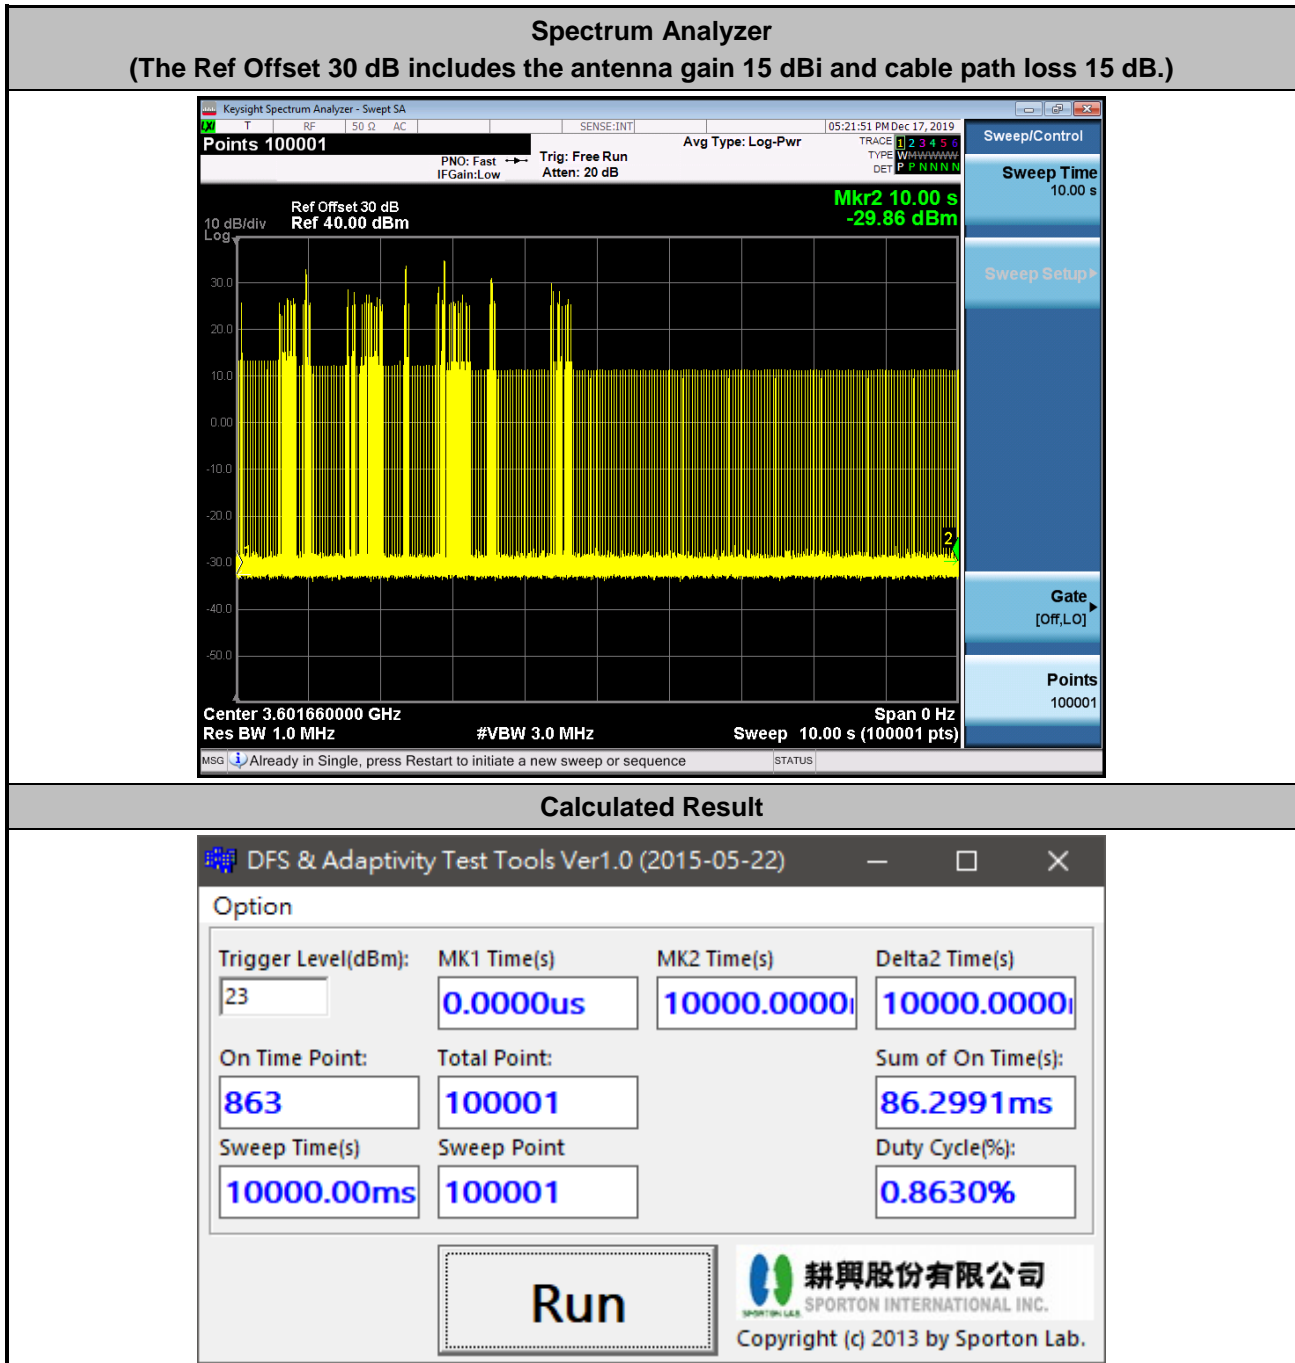 Spectrum Analyzer
(The Ref Offset 30 dB includes the antenna gain 15 dBi and cable path loss 15 dB.)
Keysight Spectrum Analyzer - Swept SA
LXI T RF 50 Ω AC SENSE:INT 05:21:51 PM Dec 17, 2019
Points 100001
PNO: Fast
IFGain:Low
Trig: Free Run
Atten: 20 dB
Avg Type: Log-Pwr
TRACE 1 2 3 4 5 6
TYPE WMWWWWW
DET P P N N N N
Sweep/Control
Sweep Time
10.00 s
Mkr2 10.00 s
-29.86 dBm
Ref Offset 30 dB
10 dB/div Ref 40.00 dBm
Log
Sweep Setup
30.0
20.0
10.0
0.00
-10.0
-20.0
-30.0
-40.0
-50.0
1
2
Gate
[Off,LO]
Points
100001
Center 3.601660000 GHz Span 0 Hz
Res BW 1.0 MHz #VBW 3.0 MHz Sweep 10.00 s (100001 pts)
MSG Already in Single, press Restart to initiate a new sweep or sequence STATUS
Calculated Result
DFS & Adaptivity Test Tools Ver1.0 (2015-05-22)
Option
Trigger Level(dBm): MK1 Time(s) MK2 Time(s) Delta2 Time(s)
23 0.0000us 10000.0000 10000.0000
On Time Point: Total Point: Sum of On Time(s):
863 100001 86.2991ms
Sweep Time(s) Sweep Point Duty Cycle(%):
10000.00ms 100001 0.8630%
Run
耕興股份有限公司
SPORTON LAB. SPORTON INTERNATIONAL INC.
Copyright (c) 2013 by Sporton Lab.